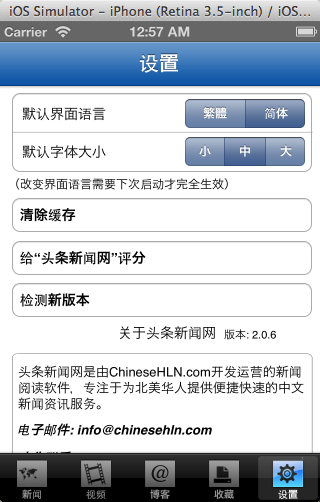 iOS Simulator - iPhone (Retina 3.5-inch) / iOS...
Carrier 12:57 AM
设置
默认界面语言 繁體 简体
默认字体大小 小 中 大
(改变界面语言需要下次启动才完全生效)
清除缓存
给“头条新闻网”评分
检测新版本
关于头条新闻网 版本: 2.0.6
头条新闻网是由ChineseHLN.com开发运营的新闻
阅读软件，专注于为北美华人提供便捷快速的中文
新闻资讯服务。
电子邮件: info@chinesehln.com
新闻 视频 博客 收藏 设置